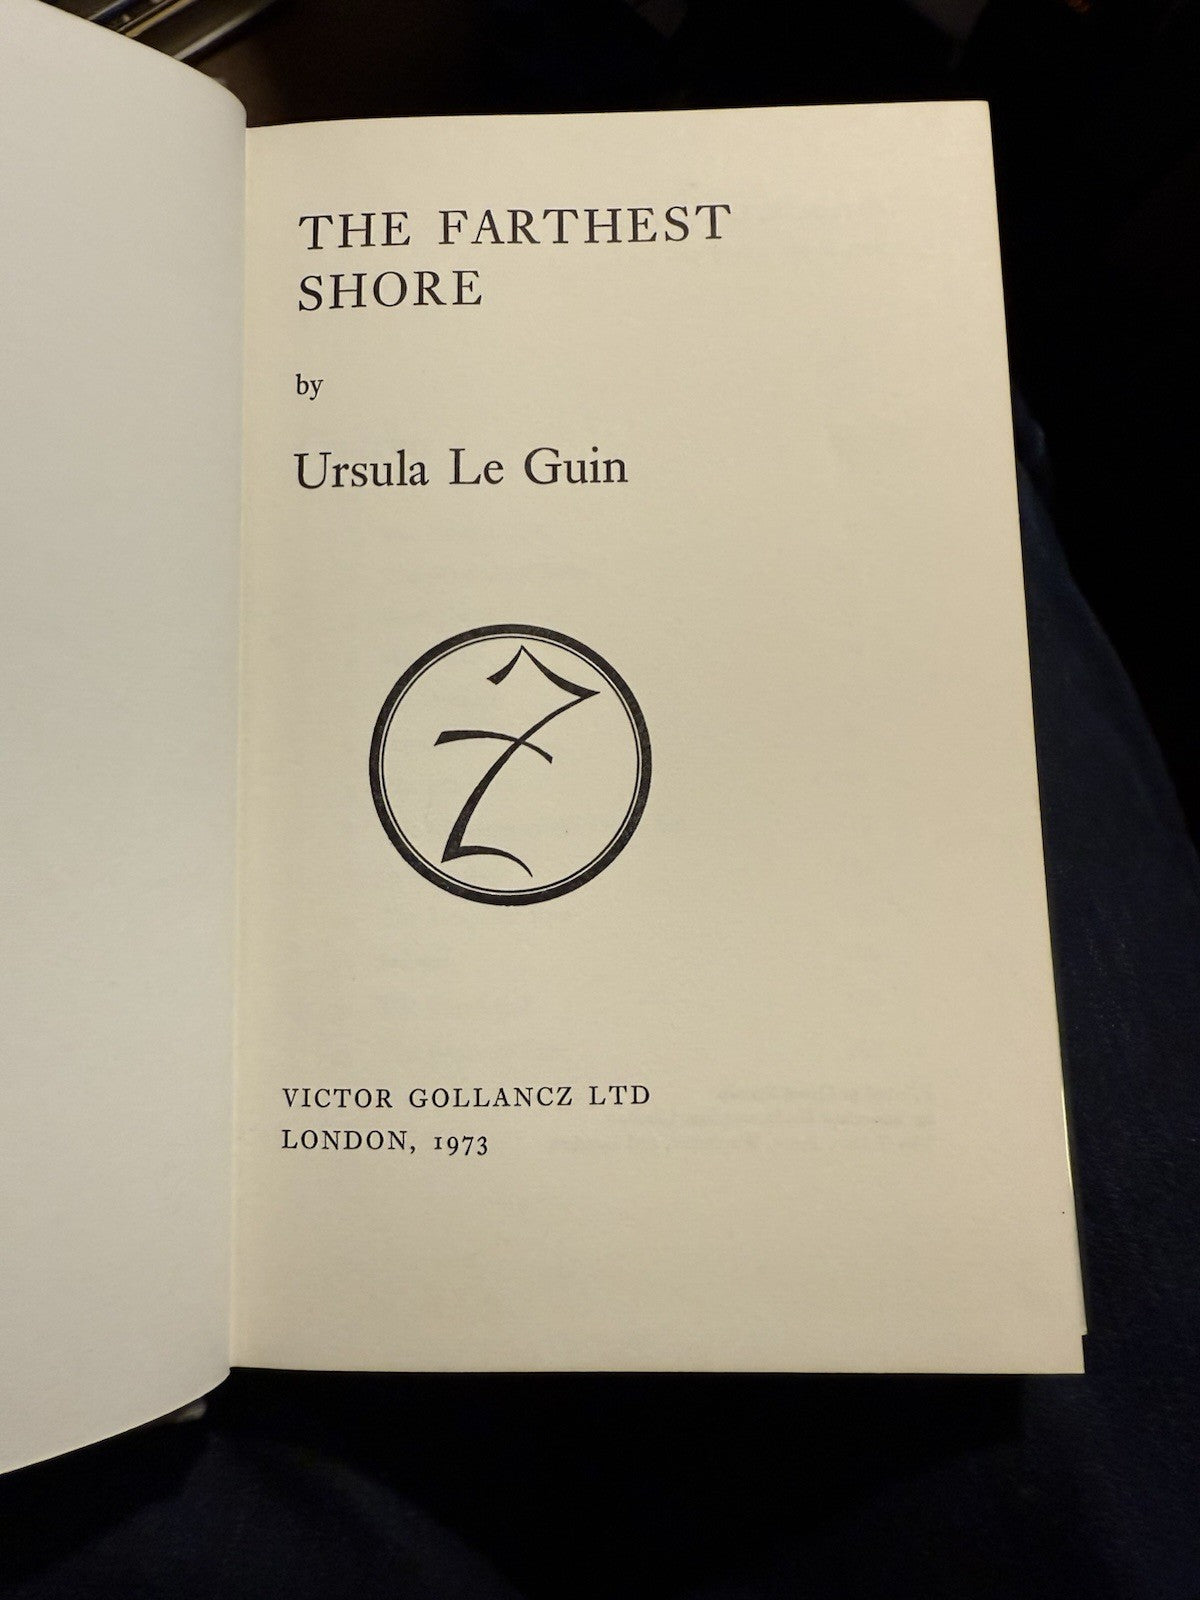 THE FARTHEST
SHORE
by
Ursula Le Guin
VICTOR GOLLANCZ LTD
LONDON, 1973